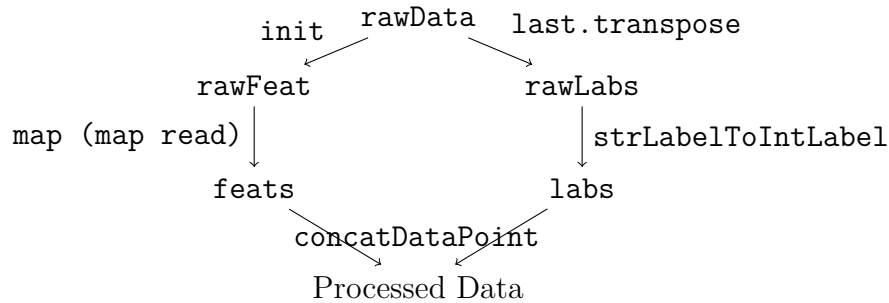 init rawData last.transpose
rawFeat rawLabs
map (map read) strLabelToIntLabel
feats labs
concatDataPoint
Processed Data